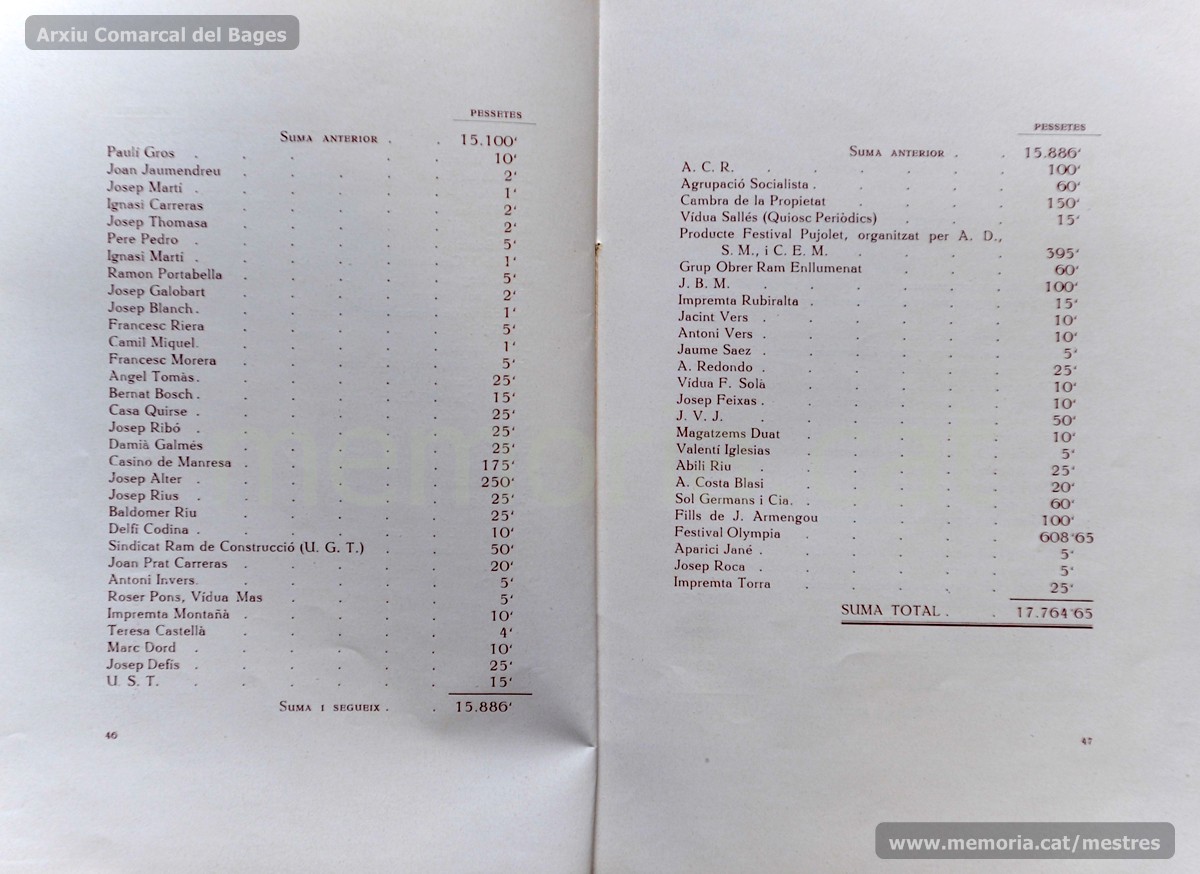 Arxiu Comarcal del Bages
PESSETES
SUMA ANTERIOR . . 15.100'
Paulí Gros . . . . . . 10'
Joan Jaumendreu . . . . . 2'
Josep Martí . . . . . . 1'
Ignasi Carreras . . . . . 2'
Josep Thomasa . . . . . 2'
Pere Pedro . . . . . . 5'
Ignasi Martí . . . . . . 1'
Ramon Portabella . . . . . 5'
Josep Galobart . . . . . 2'
Josep Blanch . . . . . . 1'
Francesc Riera . . . . . 5'
Camil Miquel. . . . . . 1'
Francesc Morera . . . . . 5'
Angel Tomàs . . . . . . 25'
Bernat Bosch . . . . . . 15'
Casa Quirse . . . . . . 25'
Josep Ribó . . . . . . 25'
Damià Galmés . . . . . 25'
Casino de Manresa . . . . . 175'
Josep Alter . . . . . . 250'
Josep Rius . . . . . . 25'
Baldomer Riu . . . . . 25'
Delfí Codina . . . . . . 10'
Sindicat Ram de Construcció (U. G. T.) . . 50'
Joan Prat Carreras . . . . . 20'
Antoni Invers. . . . . . 5'
Roser Pons, Vídua Mas . . . . 5'
Impremta Montañà . . . . . 10'
Teresa Castellà . . . . . 4'
Marc Dord . . . . . . 10'
Josep Defis . . . . . . 25'
U. S. T. . . . . . . 15'
SUMA I SEGUEIX . . 15.886'
46
PESSETES
SUMA ANTERIOR . . 15.886'
A. C. R. . . . . . . 100'
Agrupació Socialista . . . . . 60'
Cambra de la Propietat . . . . 150'
Vídua Sallés (Quiosc Periòdics) . . . 15'
Producte Festival Pujolet, organitzat per A. D.,
S. M., i C. E. M. . . . . 395'
Grup Obrer Ram Enllumenat . . . 60'
J. B. M. . . . . . . 100'
Impremta Rubiralta . . . . . 15'
Jacint Vers . . . . . . 10'
Antoni Vers . . . . . . 10'
Jaume Saez . . . . . . 5'
A. Redondo . . . . . . 25'
Vídua F. Solà . . . . . . 10'
Josep Feixas . . . . . . 10'
J. V. J. . . . . . . 50'
Magatzems Duat . . . . . 10'
Valentí Iglesias . . . . . 5'
Abili Riu . . . . . . 25'
A. Costa Blasi . . . . . 20'
Sol Germans i Cia. . . . . . 60'
Fills de J. Armengou . . . . 100'
Festival Olympia . . . . . 608'65
Aparici Jané . . . . . . 5'
Josep Roca . . . . . . 5'
Impremta Torra . . . . . 25'
SUMA TOTAL . . 17.764'65
47
memoria.cat
www.memoria.cat/mestres